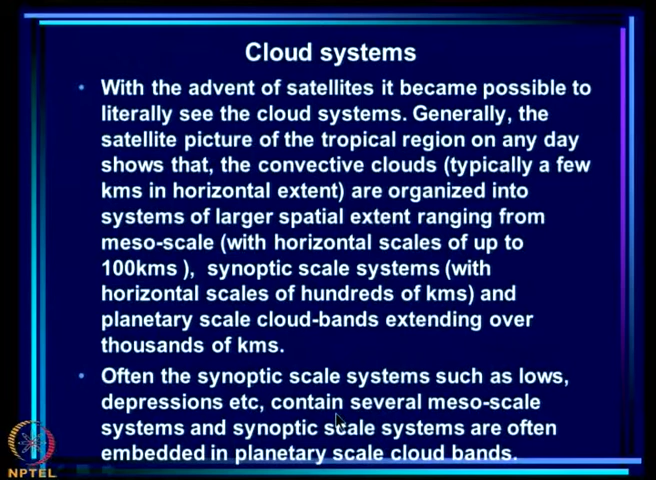 Cloud systems
• With the advent of satellites it became possible to
literally see the cloud systems. Generally, the
satellite picture of the tropical region on any day
shows that, the convective clouds (typically a few
kms in horizontal extent) are organized into
systems of larger spatial extent ranging from
meso-scale (with horizontal scales of up to
100kms ), synoptic scale systems (with
horizontal scales of hundreds of kms) and
planetary scale cloud-bands extending over
thousands of kms.
• Often the synoptic scale systems such as lows,
depressions etc, contain several meso-scale
systems and synoptic scale systems are often
embedded in planetary scale cloud bands.
NPTEL